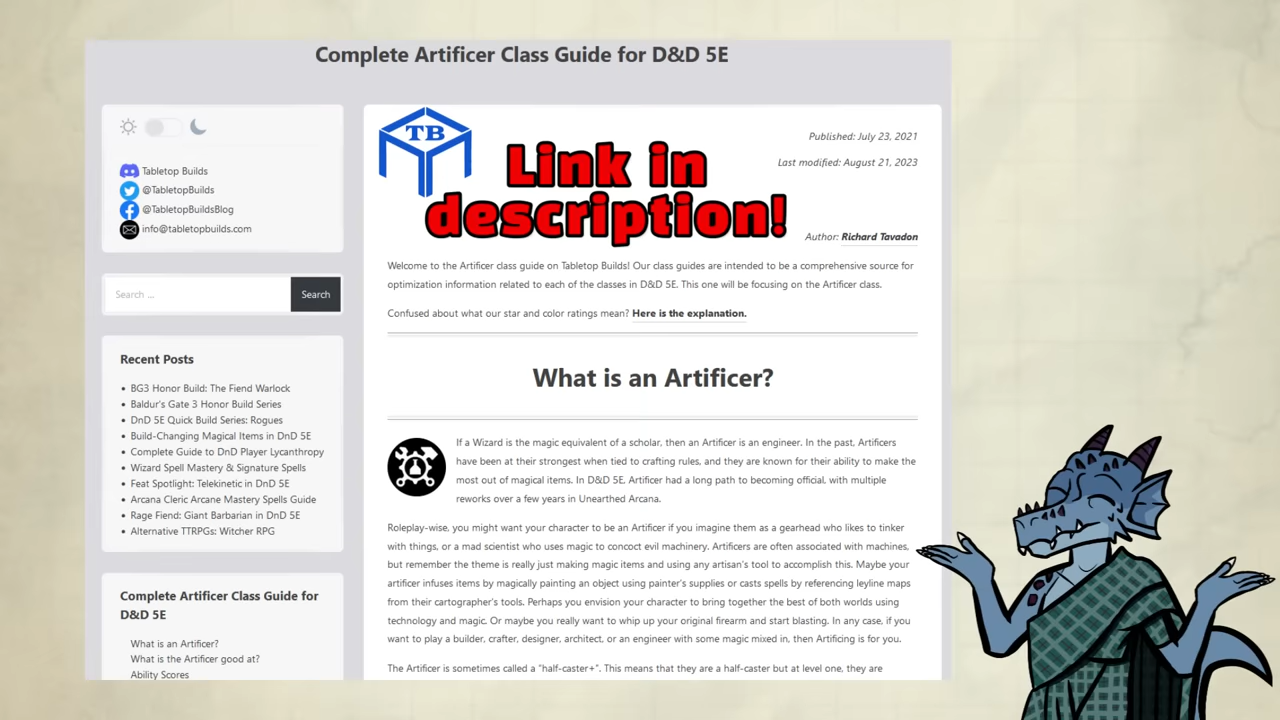 Complete Artificer Class Guide for D&D 5E
Tabletop Builds
@TabletopBuilds
@TabletopBuildsBlog
info@tabletopbuilds.com
Search ...
Search
Recent Posts
BG3 Honor Build: The Fiend Warlock
Baldur's Gate 3 Honor Build Series
DnD 5E Quick Build Series: Rogues
Build-Changing Magical Items in DnD 5E
Complete Guide to DnD Player Lycanthropy
Wizard Spell Mastery & Signature Spells
Feat Spotlight: Telekinetic in DnD 5E
Arcana Cleric Arcane Mastery Spells Guide
Rage Fiend: Giant Barbarian in DnD 5E
Alternative TTRPGs: Witcher RPG
Complete Artificer Class Guide for
D&D 5E
What is an Artificer?
What is the Artificer good at?
Ability Scores
TB
Link in
description!
Published: July 23, 2021
Last modified: August 21, 2023
Author: Richard Tavadon
Welcome to the Artificer class guide on Tabletop Builds! Our class guides are intended to be a comprehensive source for
optimization information related to each of the classes in D&D 5E. This one will be focusing on the Artificer class.
Confused about what our star and color ratings mean? Here is the explanation.
What is an Artificer?
If a Wizard is the magic equivalent of a scholar, then an Artificer is an engineer. In the past, Artificers
have been at their strongest when tied to crafting rules, and they are known for their ability to make the
most out of magical items. In D&D 5E, Artificer had a long path to becoming official, with multiple
reworks over a few years in Unearthed Arcana.
Roleplay-wise, you might want your character to be an Artificer if you imagine them as a gearhead who likes to tinker
with things, or a mad scientist who uses magic to concoct evil machinery. Artificers are often associated with machines,
but remember the theme is really just making magic items and using any artisan's tool to accomplish this. Maybe your
artificer infuses items by magically painting an object using painter's supplies or casts spells by referencing leyline maps
from their cartographer's tools. Perhaps you envision your character to bring together the best of both worlds using
technology and magic. Or maybe you really want to whip up your original firearm and start blasting. In any case, if you
want to play a builder, crafter, designer, architect, or an engineer with some magic mixed in, then Artificing is for you.
The Artificer is sometimes called a "half-caster+". This means that they are a half-caster but at level one, they are